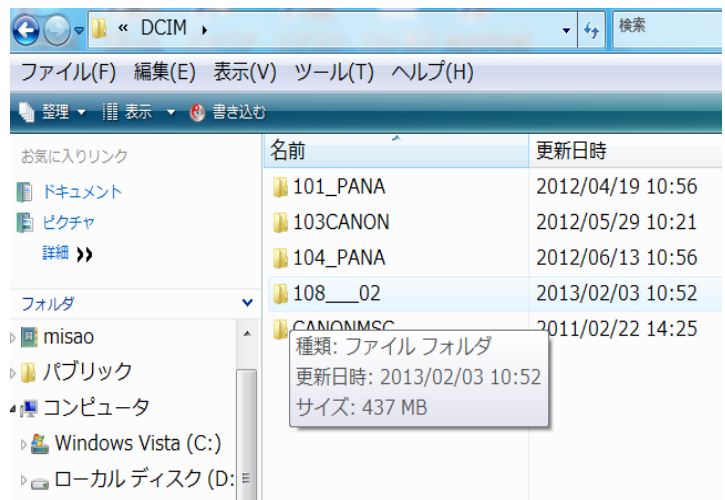 « DCIM
検索
ファイル(F) 編集(E) 表示(V) ツール(T) ヘルプ(H)
整理 表示 書き込む
お気に入りリンク
ドキュメント
ピクチャ
詳細
フォルダ
misao
パブリック
コンピュータ
Windows Vista (C:)
ローカル ディスク (D:
名前 更新日時
101_PANA 2012/04/19 10:56
103CANON 2012/05/29 10:21
104_PANA 2012/06/13 10:56
108___02 2013/02/03 10:52
CANONMSC 2011/02/22 14:25
種類: ファイル フォルダ
更新日時: 2013/02/03 10:52
サイズ: 437 MB